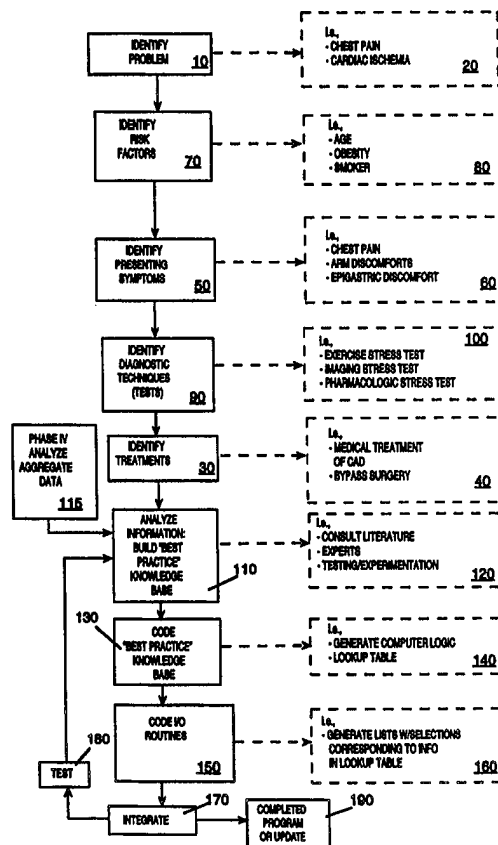 IDENTIFY
PROBLEM
10
i.e.,
• CHEST PAIN
• CARDIAC ISCHEMIA
20
IDENTIFY
RISK
FACTORS
70
i.e.,
• AGE
• OBESITY
• SMOKER
80
IDENTIFY
PRESENTING
SYMPTOMS
50
i.e.,
• CHEST PAIN
• ARM DISCOMFORTS
• EPIGASTRIC DISCOMFORT
60
IDENTIFY
DIAGNOSTIC
TECHNIQUES
(TESTS)
90
100
i.e.,
• EXERCISE STRESS TEST
• IMAGING STRESS TEST
• PHARMACOLOGIC STRESS TEST
PHASE IV
ANALYZE
AGGREGATE
DATA
115
IDENTIFY
TREATMENTS
30
i.e.,
• MEDICAL TREATMENT
OF CAD
• BYPASS SURGERY
40
ANALYZE
INFORMATION:
BUILD "BEST
PRACTICE"
KNOWLEDGE
BASE
110
i.e.,
• CONSULT LITERATURE
• EXPERTS
• TESTING/EXPERIMENTATION
120
130
CODE
"BEST PRACTICE"
KNOWLEDGE
BASE
i.e.,
• GENERATE COMPUTER LOGIC
• LOOKUP TABLE
140
CODE I/O
ROUTINES
150
i.e.,
• GENERATE LISTS W/SELECTIONS
CORRESPONDING TO INFO
IN LOOKUP TABLE
160
180
TEST
170
INTEGRATE
190
COMPLETED
PROGRAM
OR UPDATE